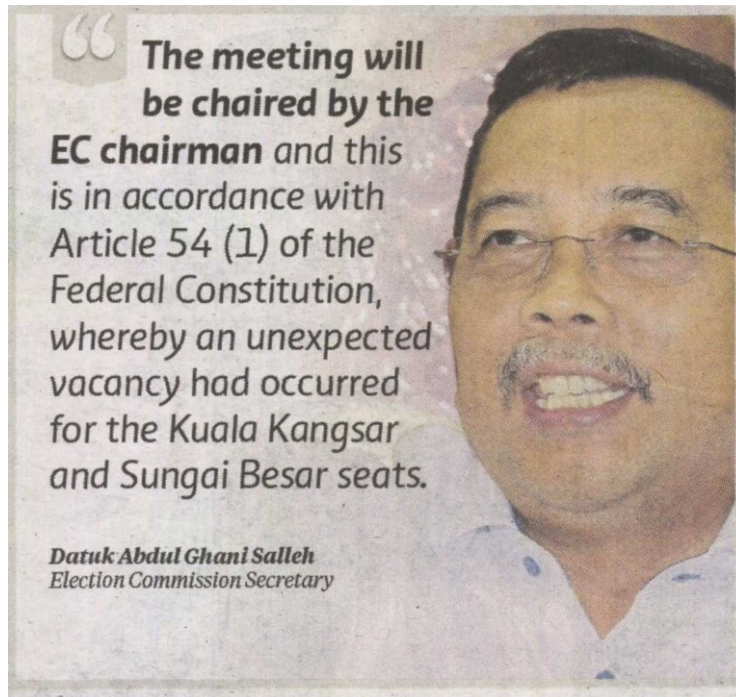 “
The meeting will
be chaired by the
EC chairman and this
is in accordance with
Article 54 (1) of the
Federal Constitution,
whereby an unexpected
vacancy had occurred
for the Kuala Kangsar
and Sungai Besar seats.
Datuk Abdul Ghani Salleh
Election Commission Secretary